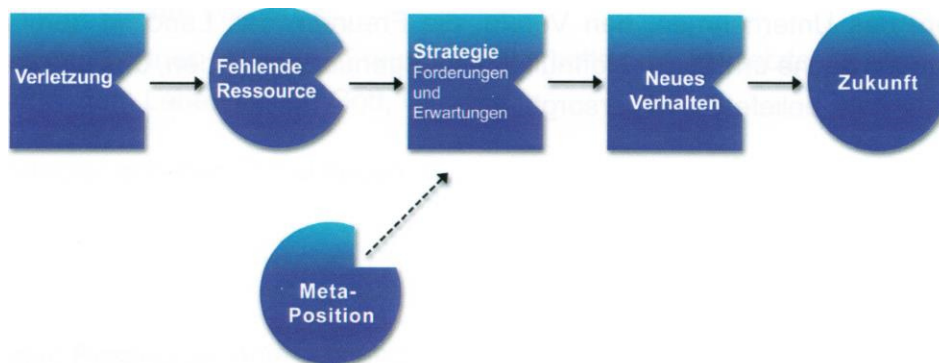 Verletzung
Fehlende
Ressource
Strategie
Forderungen
und
Erwartungen
Neues
Verhalten
Zukunft
Meta-
Position